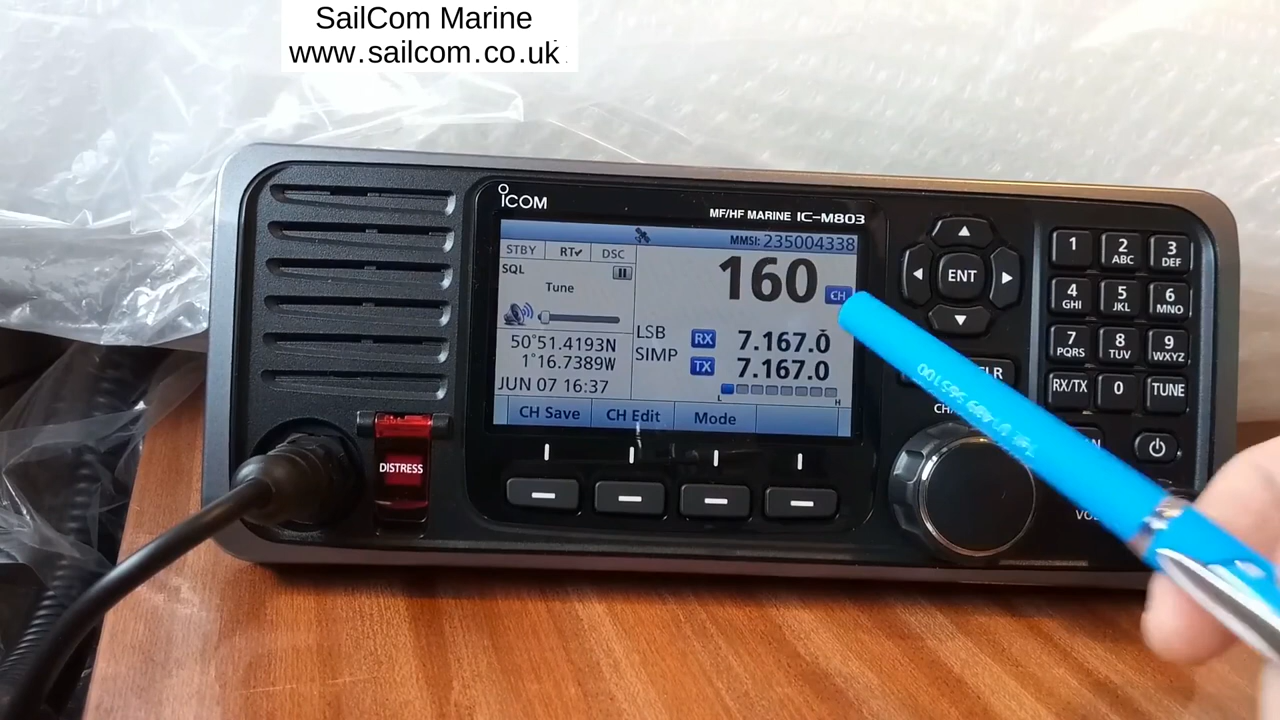 SailCom Marine
www.sailcom.co.uk
ICOM
MF/HF MARINE IC-M803
MMSI: 235004338
STBY RT DSC
SQL
Tune
160 CH
LSB RX 7.167.0
SIMP TX 7.167.0
L H
50°51.4193N
1°16.7389W
JUN 07 16:37
CH Save CH Edit Mode
DISTRESS
ENT
CLR
1
2 ABC
3 DEF
4 GHI
5 JKL
6 MNO
7 PQRS
8 TUV
9 WXYZ
RX/TX
0
TUNE